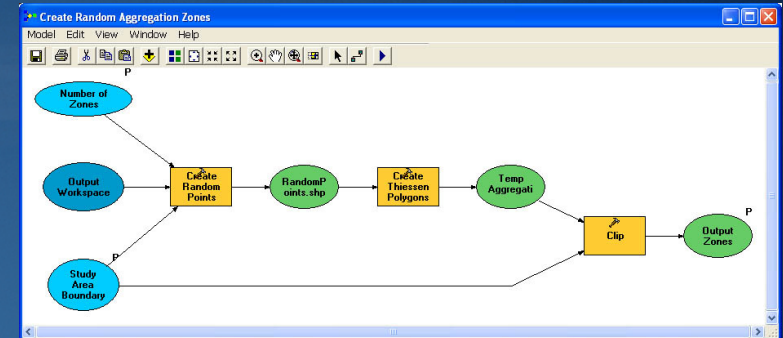 Create Random Aggregation Zones
Model Edit View Window Help
P
Number of
Zones
Output
Workspace
Create
Random
Points
RandomP
oints.shp
Create
Thiessen
Polygons
Temp
Aggregati
Clip
P
Output
Zones
P
Study
Area
Boundary